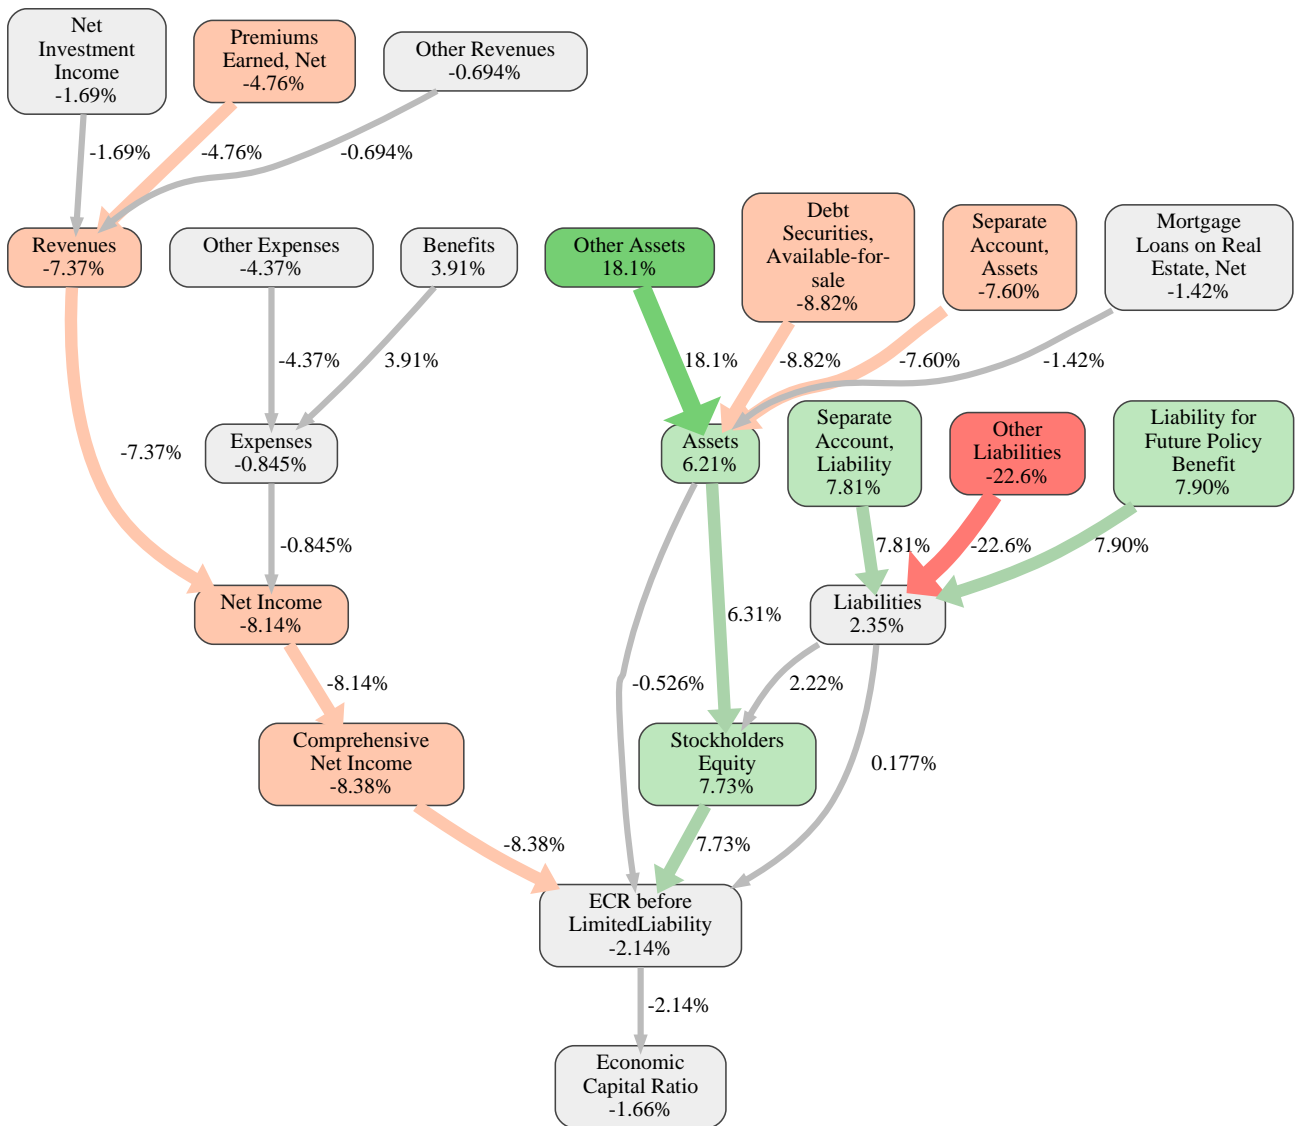 Net
Investment
Income
-1.69%
Premiums
Earned, Net
-4.76%
Other Revenues
-0.694%
-1.69%
-4.76%
-0.694%
Revenues
-7.37%
Other Expenses
-4.37%
Benefits
3.91%
Other Assets
18.1%
Debt
Securities,
Available-for-
sale
-8.82%
Separate
Account,
Assets
-7.60%
Mortgage
Loans on Real
Estate, Net
-1.42%
-4.37%
3.91%
18.1%
-8.82%
-7.60%
-1.42%
-7.37%
Expenses
-0.845%
Assets
6.21%
Separate
Account,
Liability
7.81%
Other
Liabilities
-22.6%
Liability for
Future Policy
Benefit
7.90%
-0.845%
7.81%
-22.6%
7.90%
Net Income
-8.14%
6.31%
Liabilities
2.35%
-8.14%
-0.526%
2.22%
Comprehensive
Net Income
-8.38%
Stockholders
Equity
7.73%
0.177%
-8.38%
7.73%
ECR before
LimitedLiability
-2.14%
-2.14%
Economic
Capital Ratio
-1.66%